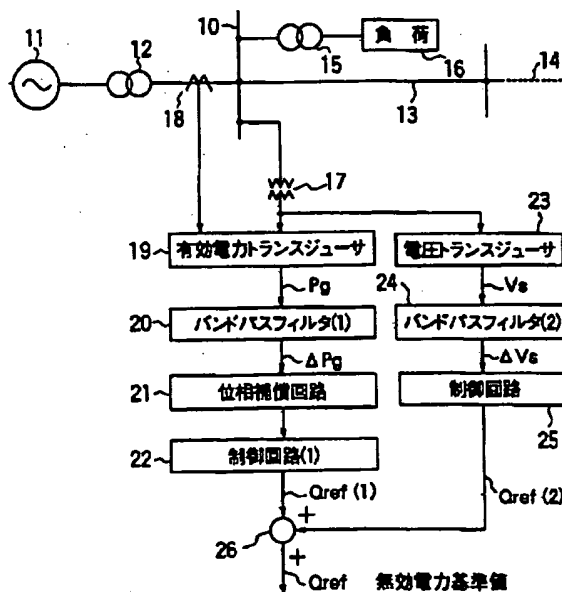 10
11
12
15
負荷
16
14
18
13
17
23
19
有効電力トランスジューサ
電圧トランスジューサ
Pg
24
Vs
20
バンドパスフィルタ(1)
バンドパスフィルタ(2)
ΔPg
ΔVs
21
位相補償回路
制御回路
22
制御回路(1)
25
Qref (1)
Qref (2)
+
26
+
Qref 無効電力基準値